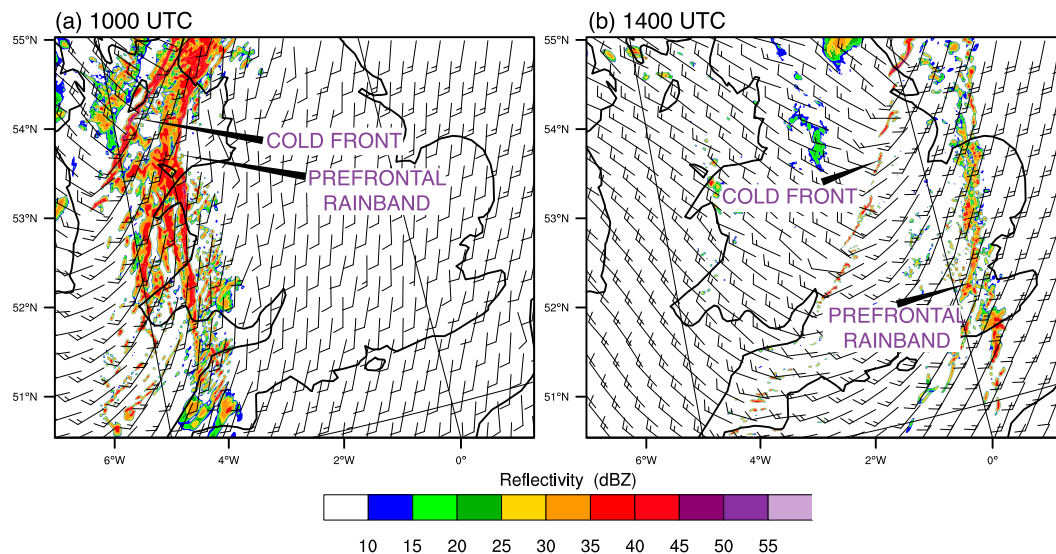 (a) 1000 UTC
(b) 1400 UTC
55°N
54°N
53°N
52°N
51°N
6°W
4°W
2°W
0°
COLD FRONT
PREFRONTAL
RAINBAND
55°N
54°N
53°N
52°N
51°N
6°W
4°W
2°W
0°
COLD FRONT
PREFRONTAL
RAINBAND
Reflectivity (dBZ)
10 15 20 25 30 35 40 45 50 55